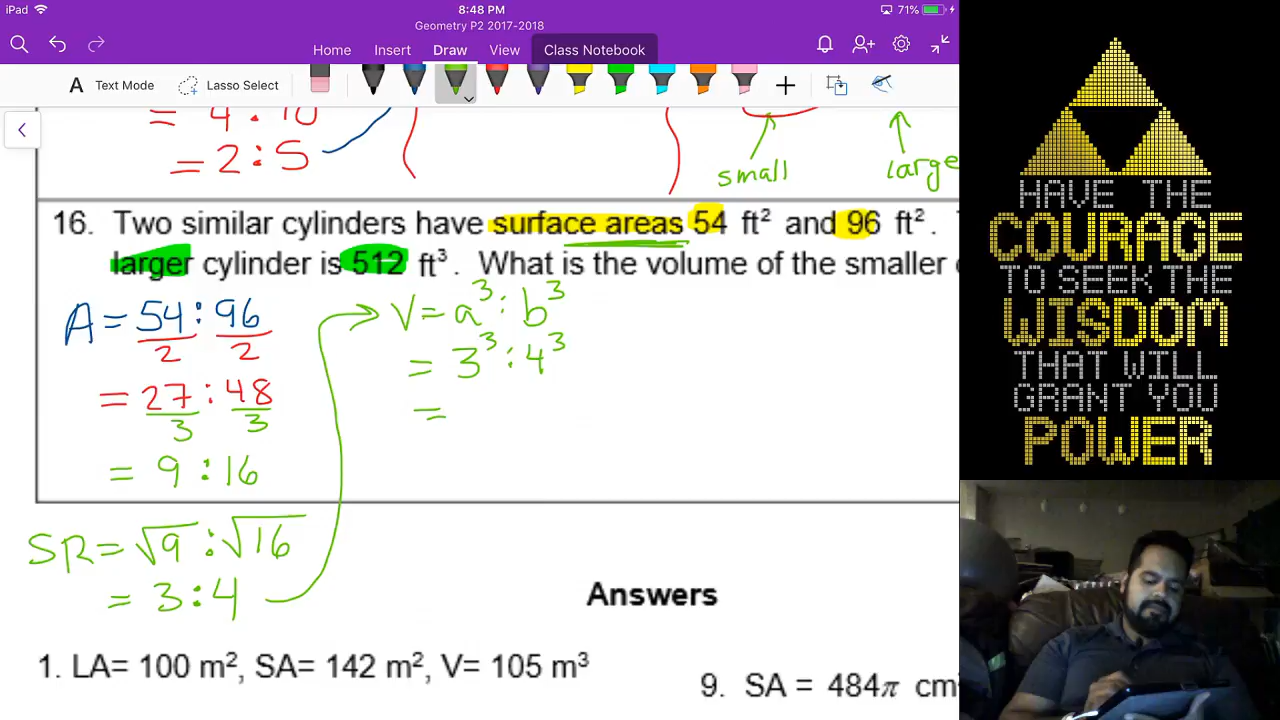 iPad
8:48 PM
71%
Geometry P2 2017-2018
Home Insert Draw View Class Notebook
A Text Mode Lasso Select
= 4 : 10
= 2 : 5
small
large
16. Two similar cylinders have surface areas 54 ft² and 96 ft².
larger cylinder is 512 ft³. What is the volume of the smaller
A = 54 : 96
2 2
= 27 : 48
3 3
= 9 : 16
SR = √9 : √16
= 3 : 4
V = a³ : b³
= 3³ : 4³
=
Answers
1. LA= 100 m², SA= 142 m², V= 105 m³
9. SA = 484π cm
HAVE THE
COURAGE
TO SEEK THE
WISDOM
THAT WILL
GRANT YOU
POWER